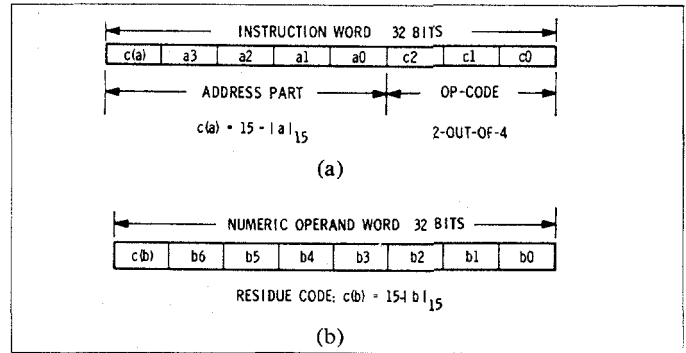 INSTRUCTION WORD 32 BITS
c(a) a3 a2 a1 a0 c2 c1 c0
ADDRESS PART OP-CODE
c(a) = 15 - |a|15 2-OUT-OF-4
(a)
NUMERIC OPERAND WORD 32 BITS
c(b) b6 b5 b4 b3 b2 b1 b0
RESIDUE CODE: c(b) = 15-|b|15
(b)